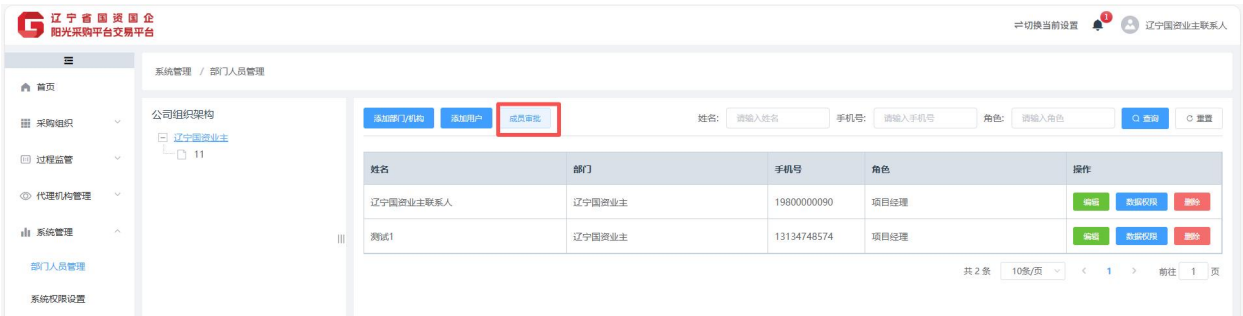 辽宁省国资国企
阳光采购平台交易平台
切换当前设置 1 辽宁国资业主联系人
系统管理 / 部门人员管理
首页
采购组织
过程监管
代理机构管理
系统管理
部门人员管理
系统权限设置
公司组织架构
辽宁国资业主
11
添加部门/机构 添加用户 成员审批 姓名: 请输入姓名 手机号: 请输入手机号 角色: 请输入角色 查询 重置
姓名 部门 手机号 角色 操作
辽宁国资业主联系人 辽宁国资业主 19800000090 项目经理 编辑 数据权限 删除
测试1 辽宁国资业主 13134748574 项目经理 编辑 数据权限 删除
共 2 条 10条/页 < 1 > 前往 1 页